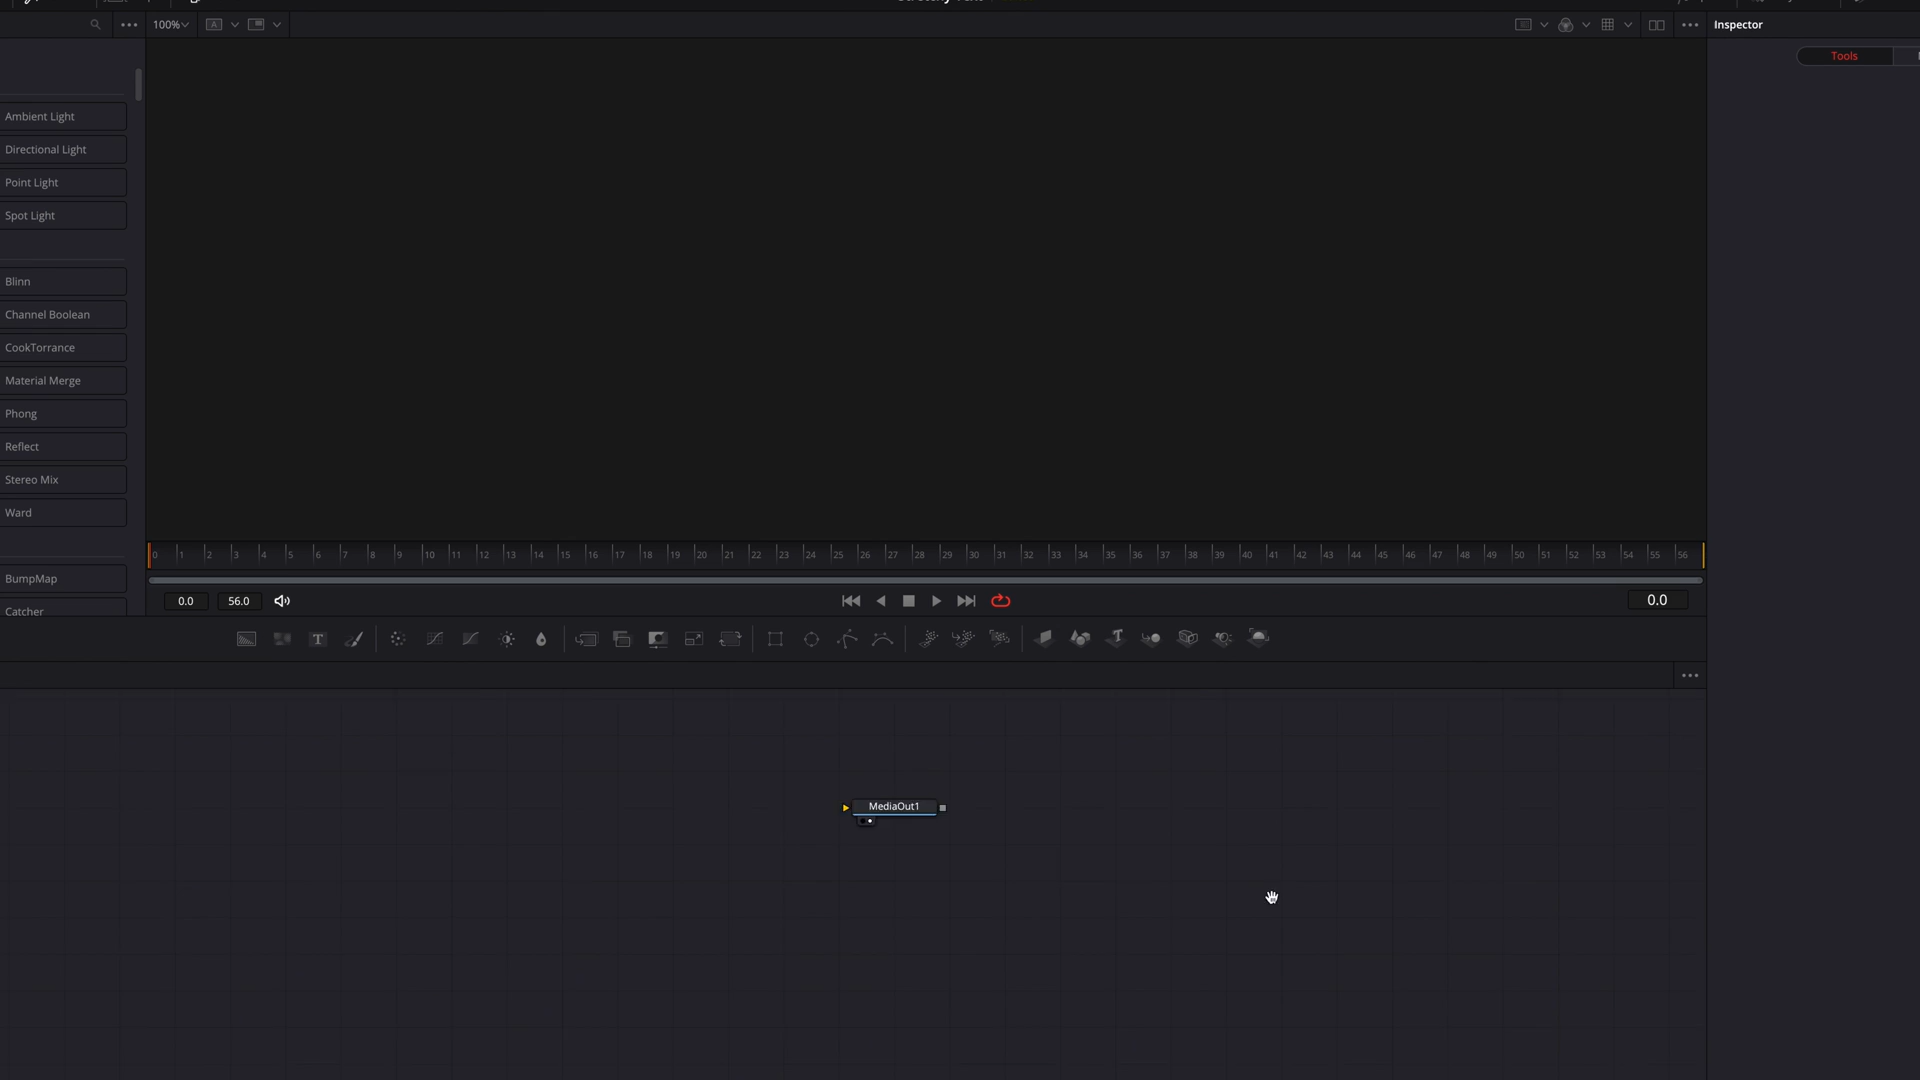 100%
Inspector
Tools
Ambient Light
Directional Light
Point Light
Spot Light
Blinn
Channel Boolean
CookTorrance
Material Merge
Phong
Reflect
Stereo Mix
Ward
BumpMap
Catcher
0 1 2 3 4 5 6 7 8 9 10 11 12 13 14 15 16 17 18 19 20 21 22 23 24 25 26 27 28 29 30 31 32 33 34 35 36 37 38 39 40 41 42 43 44 45 46 47 48 49 50 51 52 53 54 55 56
0.0 56.0 0.0
MediaOut1